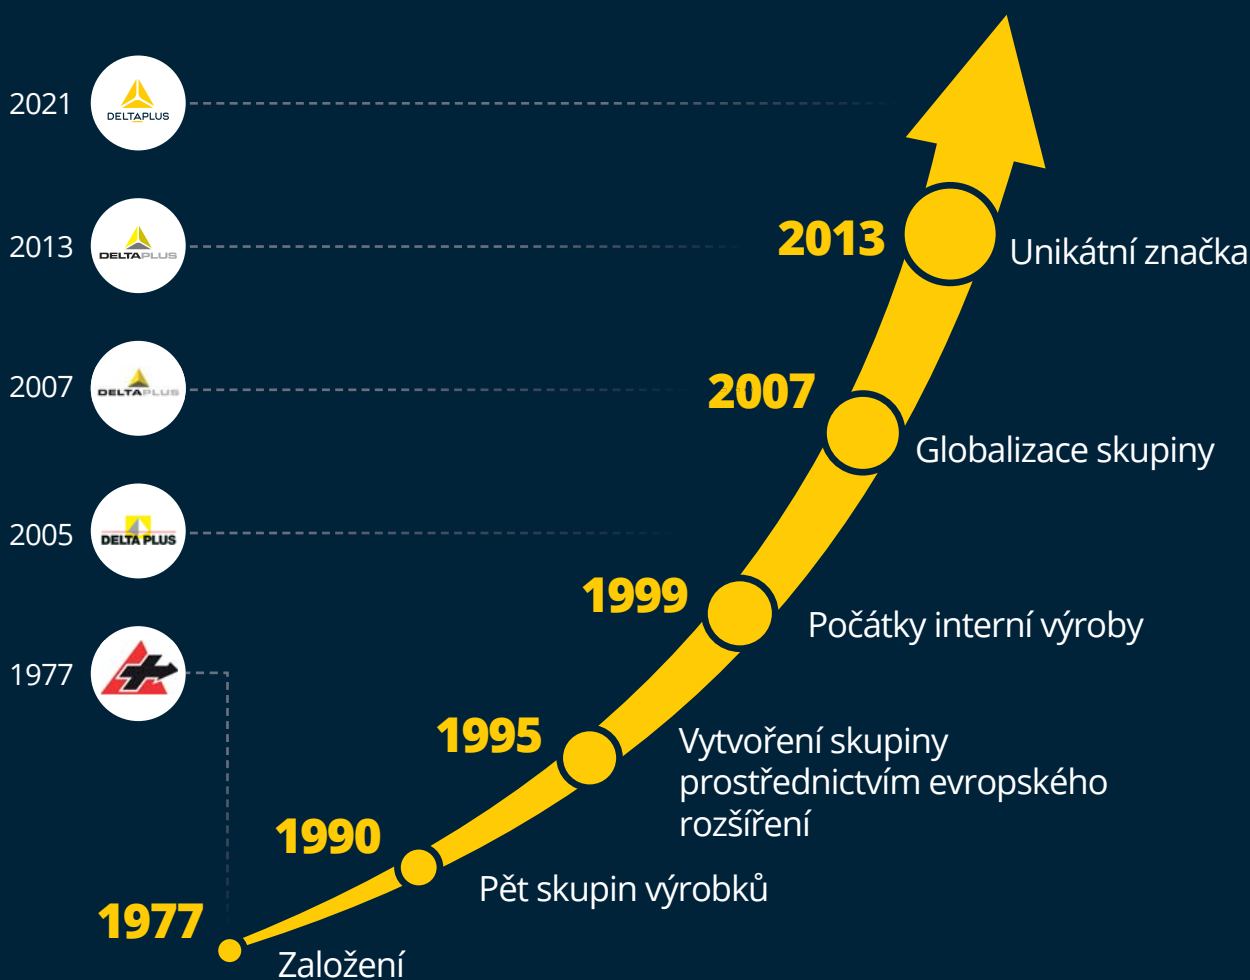 2021
DELTAPLUS
2013
DELTAPLUS
2007
DELTAPLUS
2005
DELTA PLUS
1977
2013
Unikátní značka
2007
Globalizace skupiny
1999
Počátky interní výroby
1995
Vytvoření skupiny
prostřednictvím evropského
rozšíření
1990
Pět skupin výrobků
1977
Založení